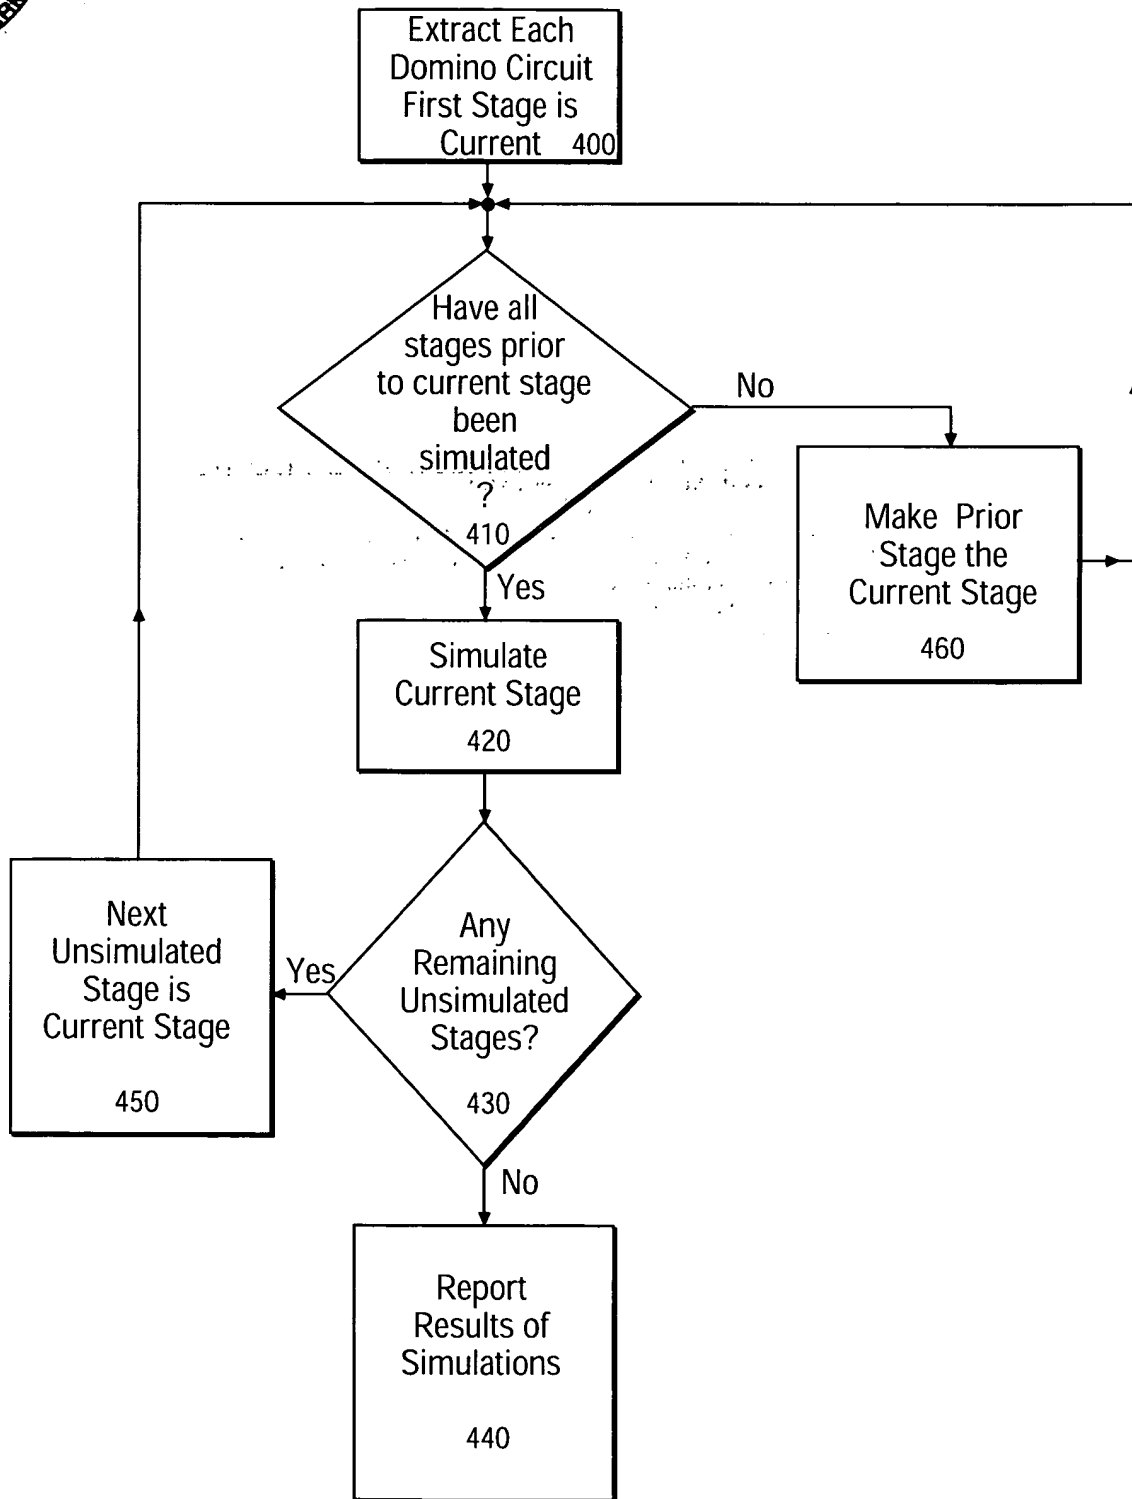 Extract Each
Domino Circuit
First Stage is
Current 400
Have all
stages prior
to current stage
been
simulated
?
410
No
Make Prior
Stage the
Current Stage
460
Yes
Simulate
Current Stage
420
Any
Remaining
Unsimulated
Stages?
430
Yes
Next
Unsimulated
Stage is
Current Stage
450
No
Report
Results of
Simulations
440